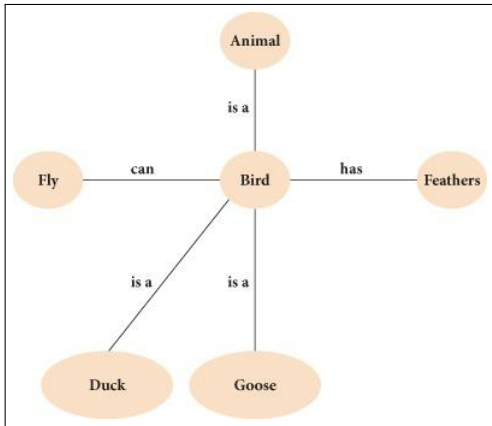 Animal
is a
Fly
can
Bird
has
Feathers
is a
is a
Duck
Goose